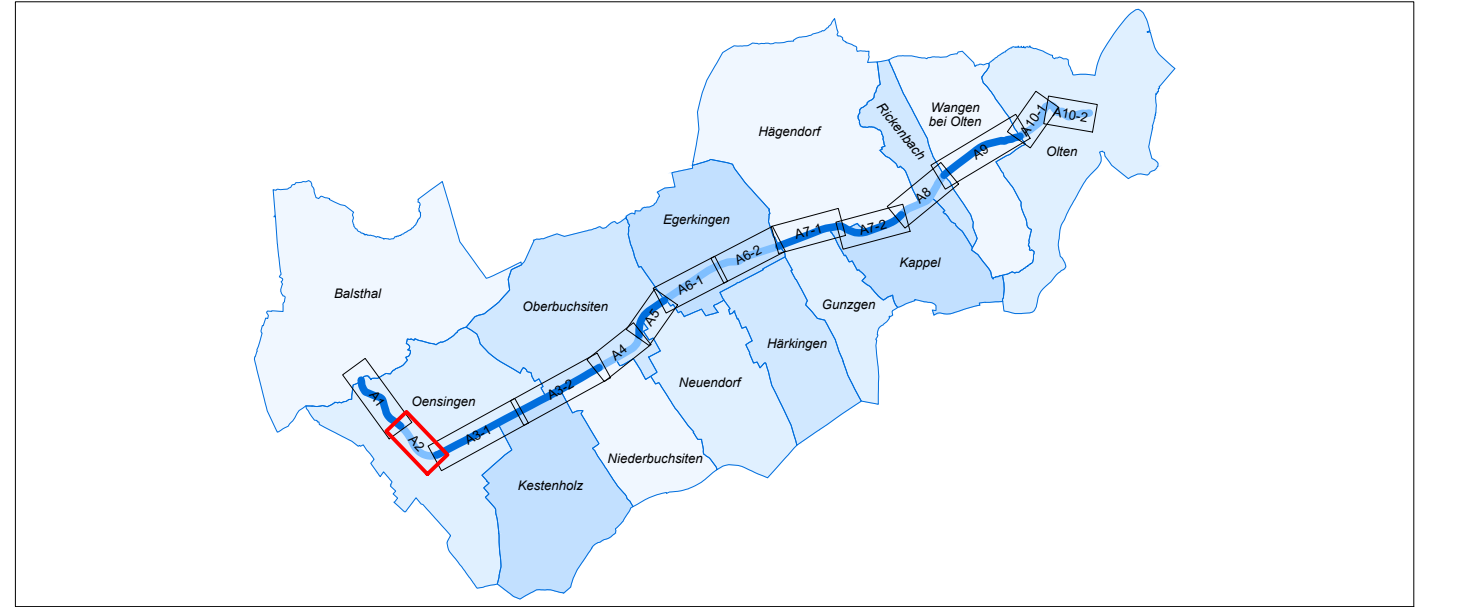 Wangen
bei Olten
Rickenbach
Hägendorf
A10-1
A10-2
Olten
A9
A8
Egerkingen
A7-1
A7-2
A6-2
Kappel
A6-1
Balsthal
Oberbuchsiten
Gunzgen
A5
Härkingen
A4
Neuendorf
A3-2
A1
Oensingen
A3-1
A2
Niederbuchsiten
Kestenholz